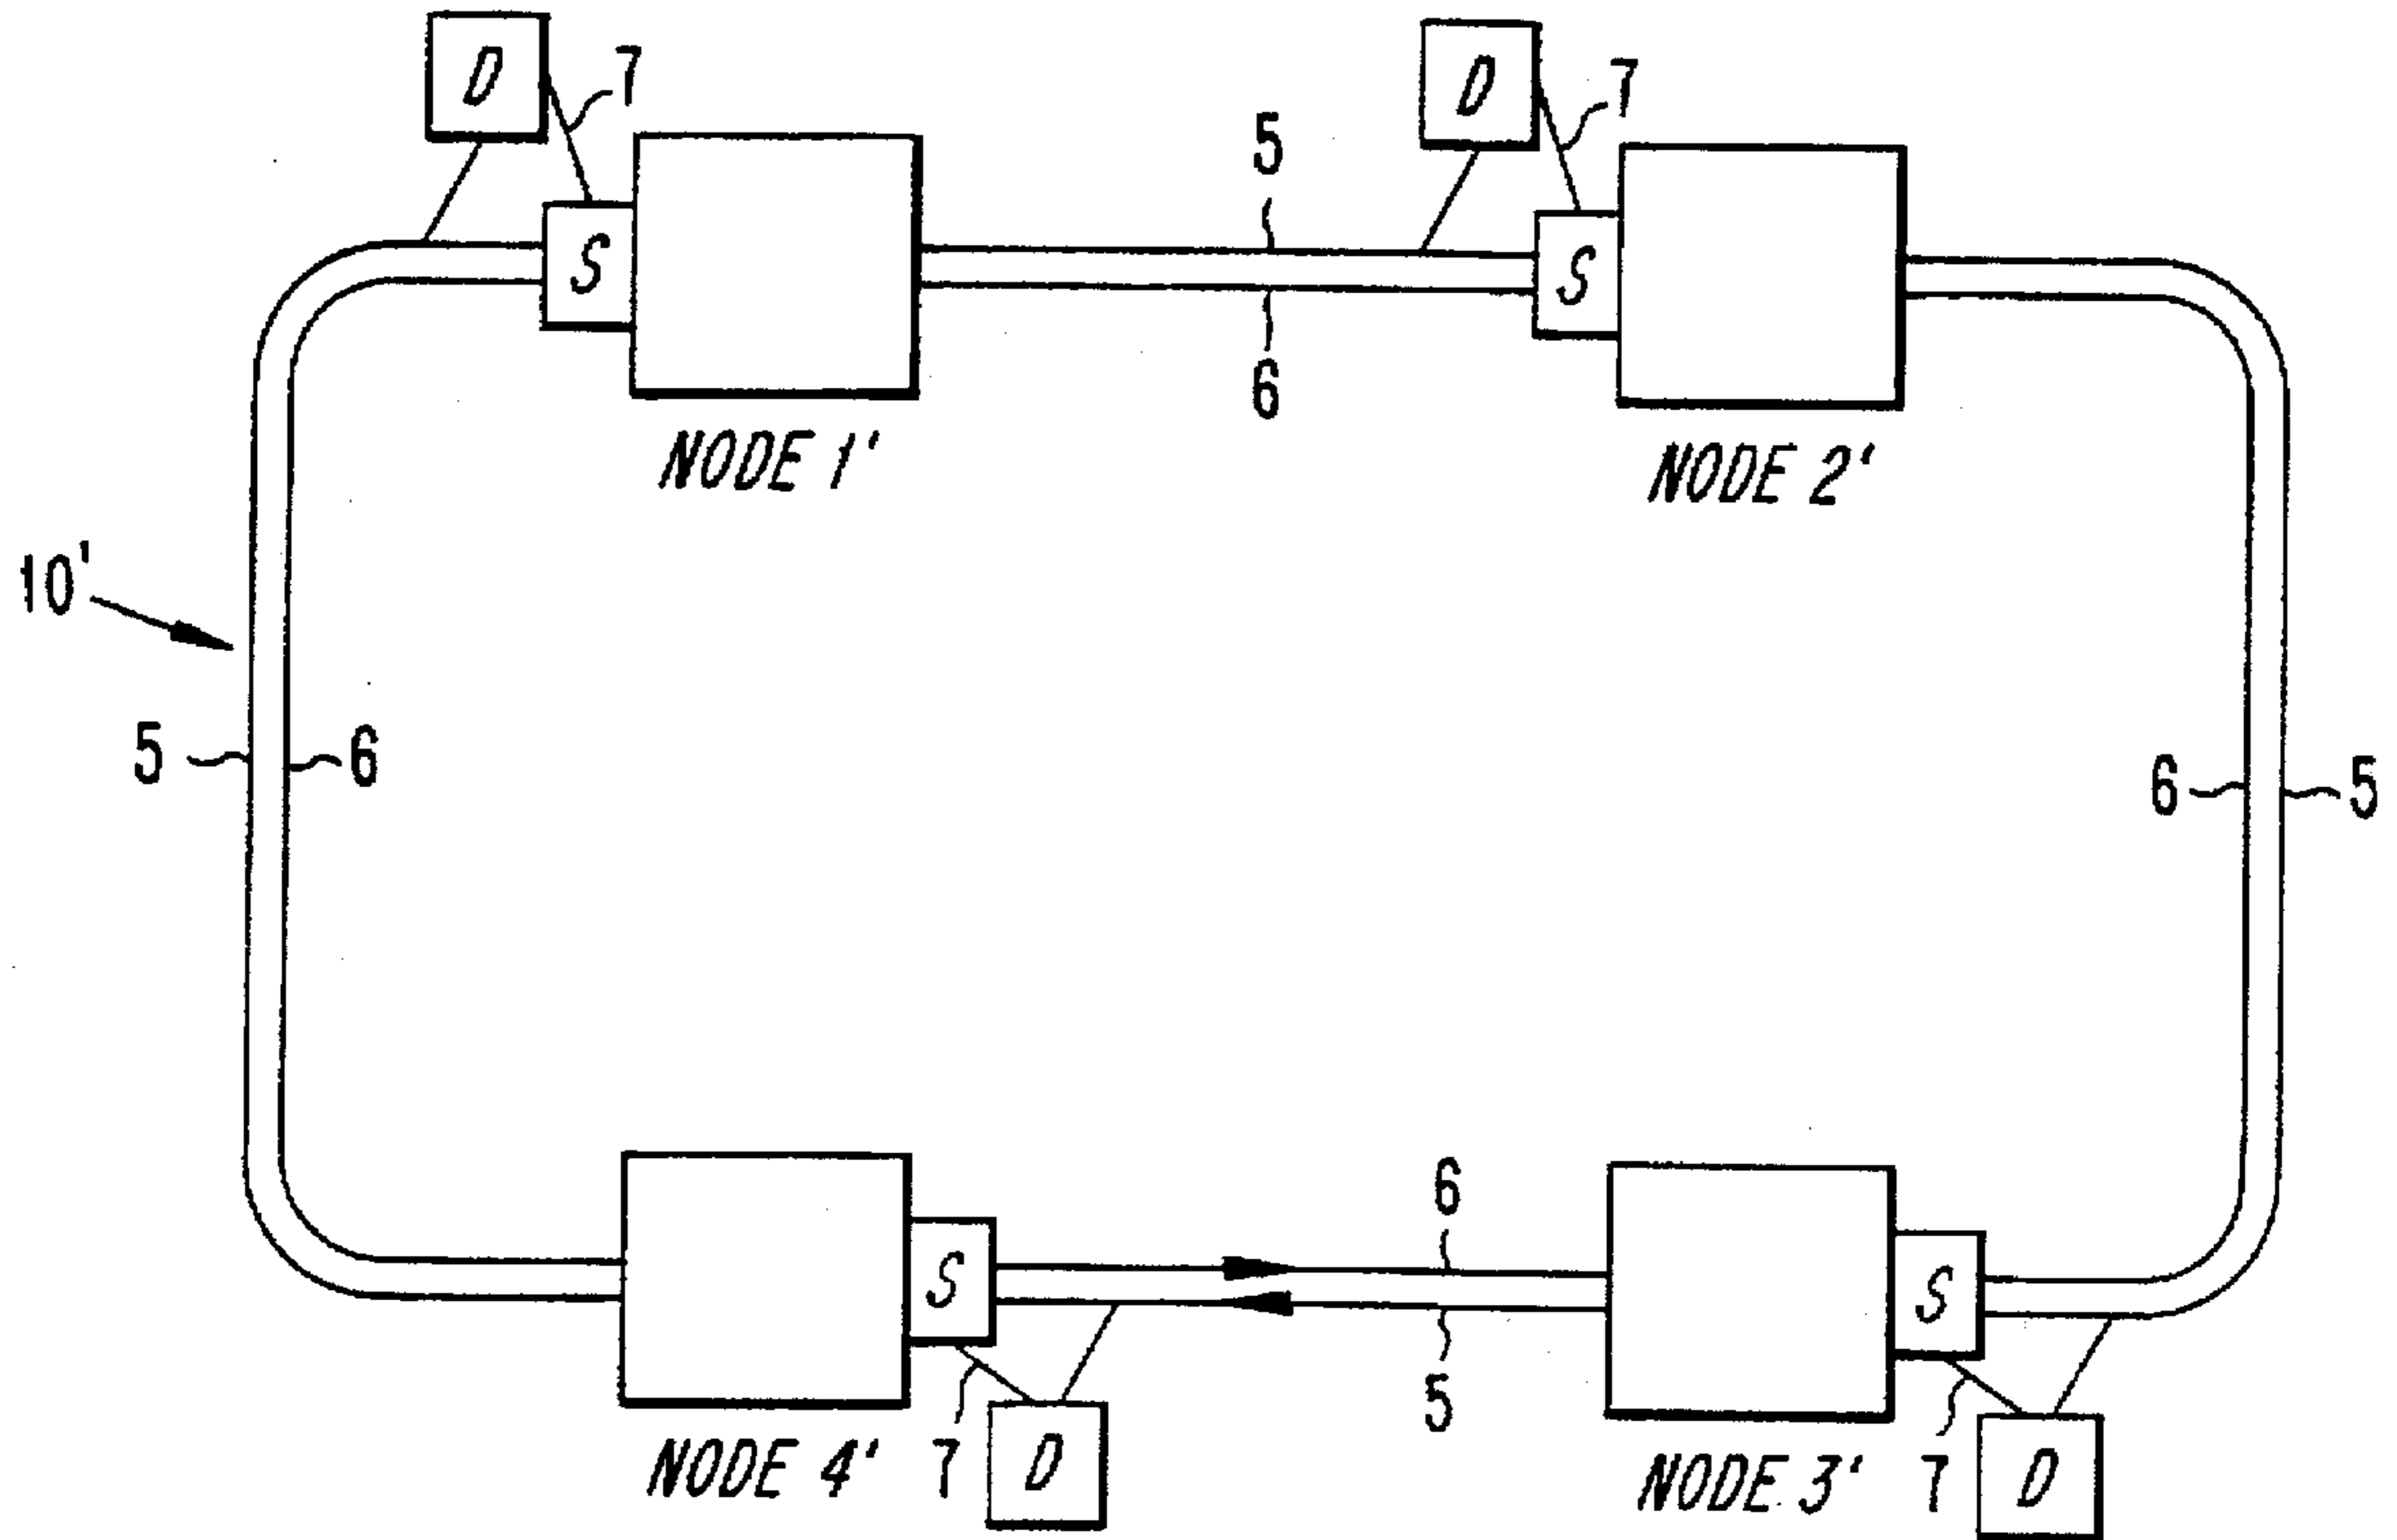 D 7 D 7
5
S S
6
NODE 1' NODE 2'
10'
5 6 6 5
6
S S
5
NODE 4' 7 D NODE 3' 7 D